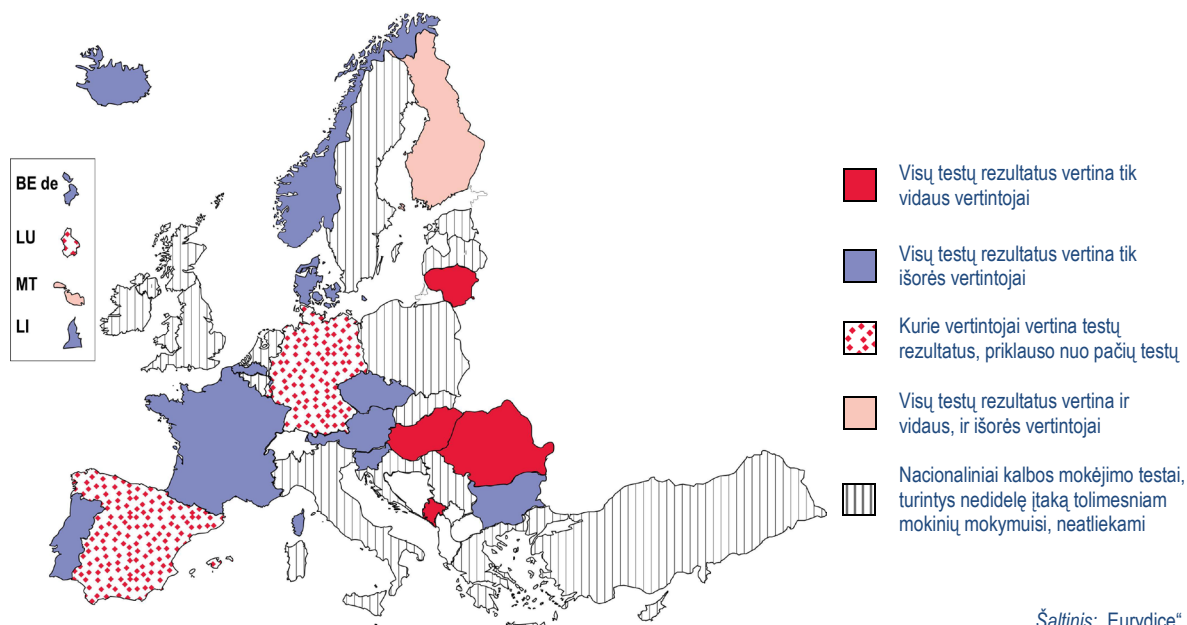 BE de
LU
MT
LI
Visų testų rezultatus vertina tik
vidaus vertintojai
Visų testų rezultatus vertina tik
išorės vertintojai
Kurie vertintojai vertina testų
rezultatus, priklauso nuo pačių testų
Visų testų rezultatus vertina ir
vidaus, ir išorės vertintojai
Nacionaliniai kalbos mokėjimo testai,
turintys nedidelę įtaką tolimesniam
mokinių mokymuisi, neatliekami
Šaltinis: „Eurydice“